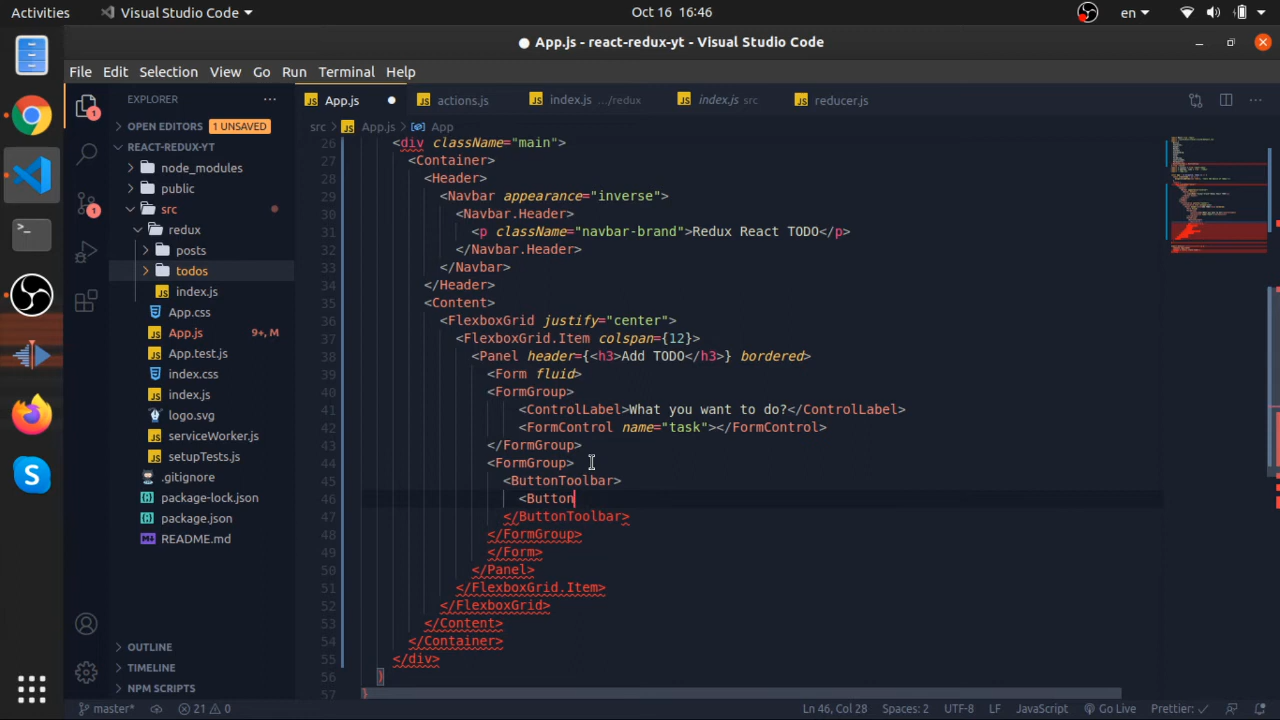 Activities
Visual Studio Code
Oct 16 16:46
en
App.js - react-redux-yt - Visual Studio Code
File Edit Selection View Go Run Terminal Help
EXPLORER
App.js
actions.js
index.js .../redux
index.js src
reducer.js
OPEN EDITORS 1 UNSAVED
src > App.js > App
REACT-REDUX-YT
node_modules
public
src
redux
posts
todos
index.js
App.css
App.js 9+, M
App.test.js
index.css
index.js
logo.svg
serviceWorker.js
setupTests.js
.gitignore
package-lock.json
package.json
README.md
OUTLINE
TIMELINE
NPM SCRIPTS
1
1
26 <div className="main">
27 <Container>
28 <Header>
29 <Navbar appearance="inverse">
30 <Navbar.Header>
31 <p className="navbar-brand">Redux React TODO</p>
32 </Navbar.Header>
33 </Navbar>
34 </Header>
35 <Content>
36 <FlexboxGrid justify="center">
37 <FlexboxGrid.Item colspan={12}>
38 <Panel header={<h3>Add TODO</h3>} bordered>
39 <Form fluid>
40 <FormGroup>
41 <ControlLabel>What you want to do?</ControlLabel>
42 <FormControl name="task"></FormControl>
43 </FormGroup>
44 <FormGroup>
45 <ButtonToolbar>
46 <Button
47 </ButtonToolbar>
48 </FormGroup>
49 </Form>
50 </Panel>
51 </FlexboxGrid.Item>
52 </FlexboxGrid>
53 </Content>
54 </Container>
55 </div>
56 )
57 }
master* 21 0
Ln 46, Col 28 Spaces: 2 UTF-8 LF JavaScript Go Live Prettier: ✓